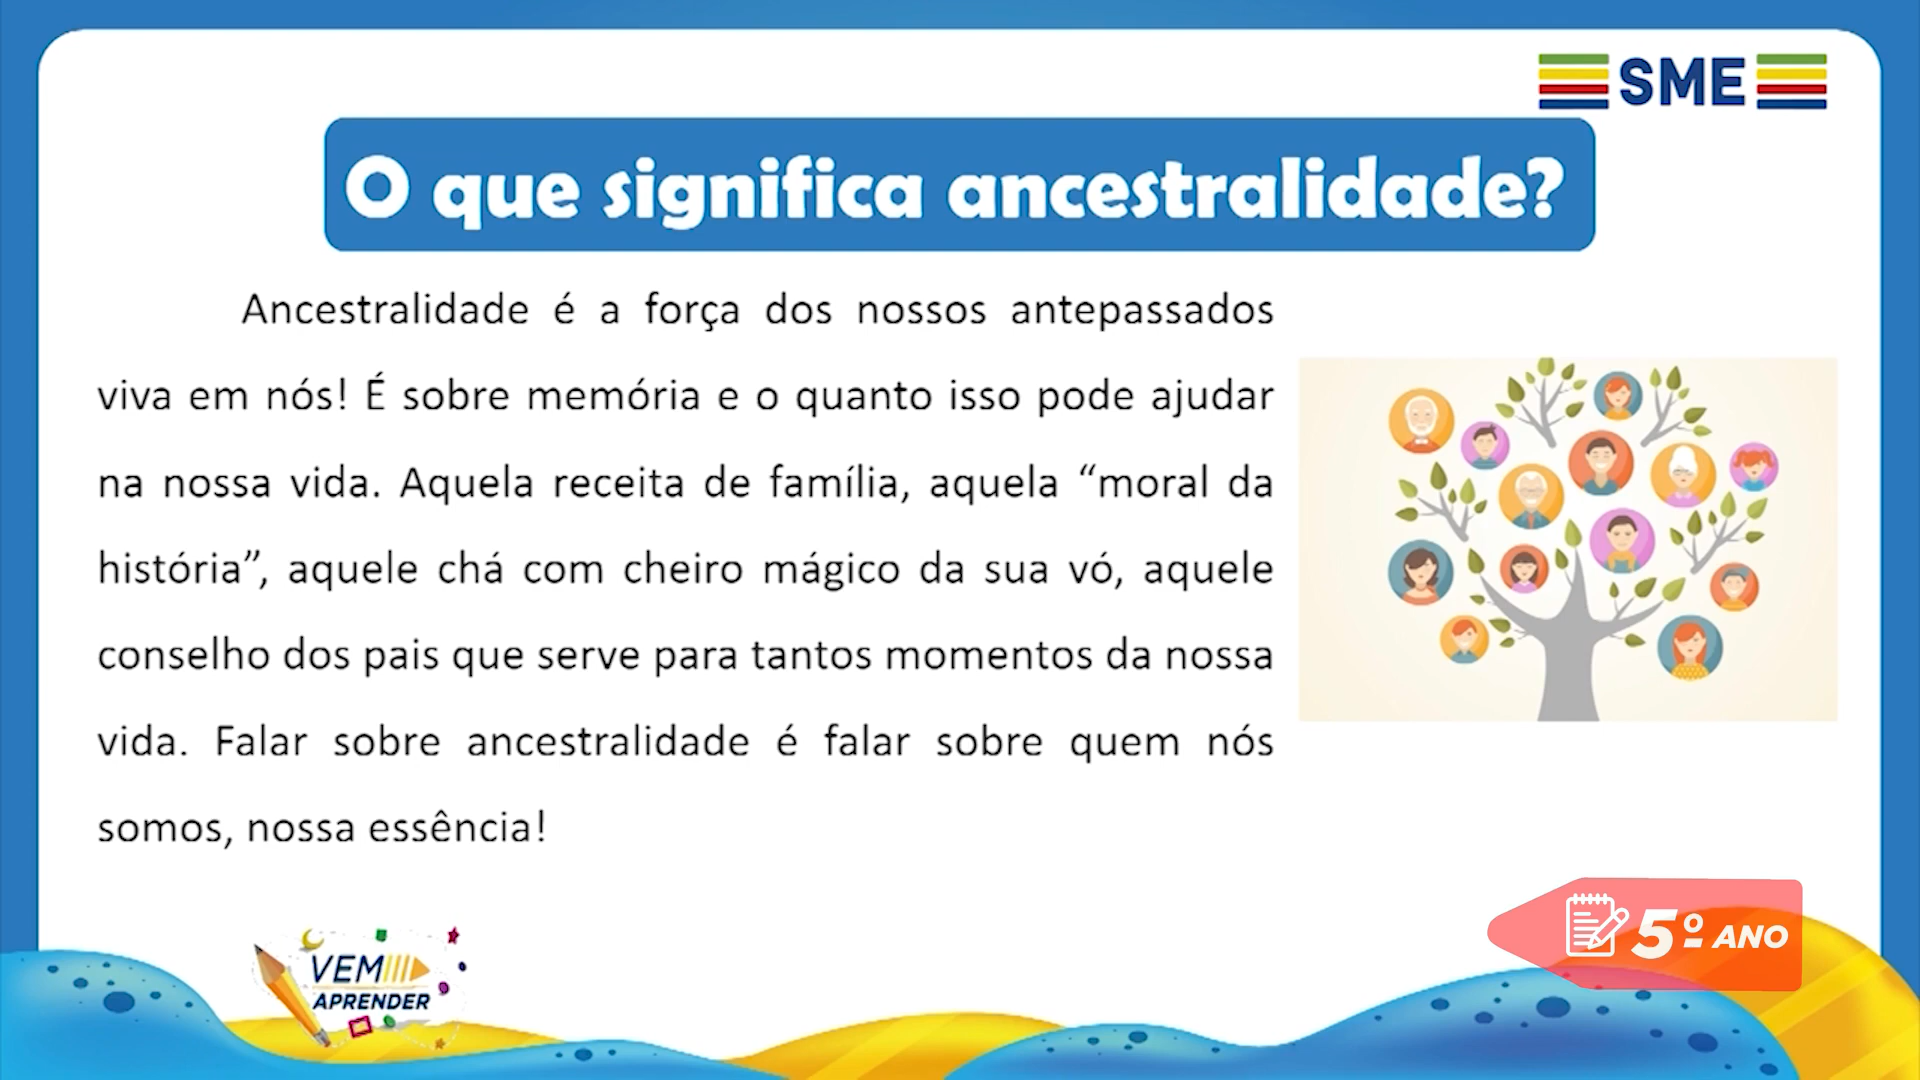 SME
O que significa ancestralidade?
Ancestralidade é a força dos nossos antepassados
viva em nós! É sobre memória e o quanto isso pode ajudar
na nossa vida. Aquela receita de família, aquela “moral da
história”, aquele chá com cheiro mágico da sua vó, aquele
conselho dos pais que serve para tantos momentos da nossa
vida. Falar sobre ancestralidade é falar sobre quem nós
somos, nossa essência!
5º ANO
VEM
APRENDER